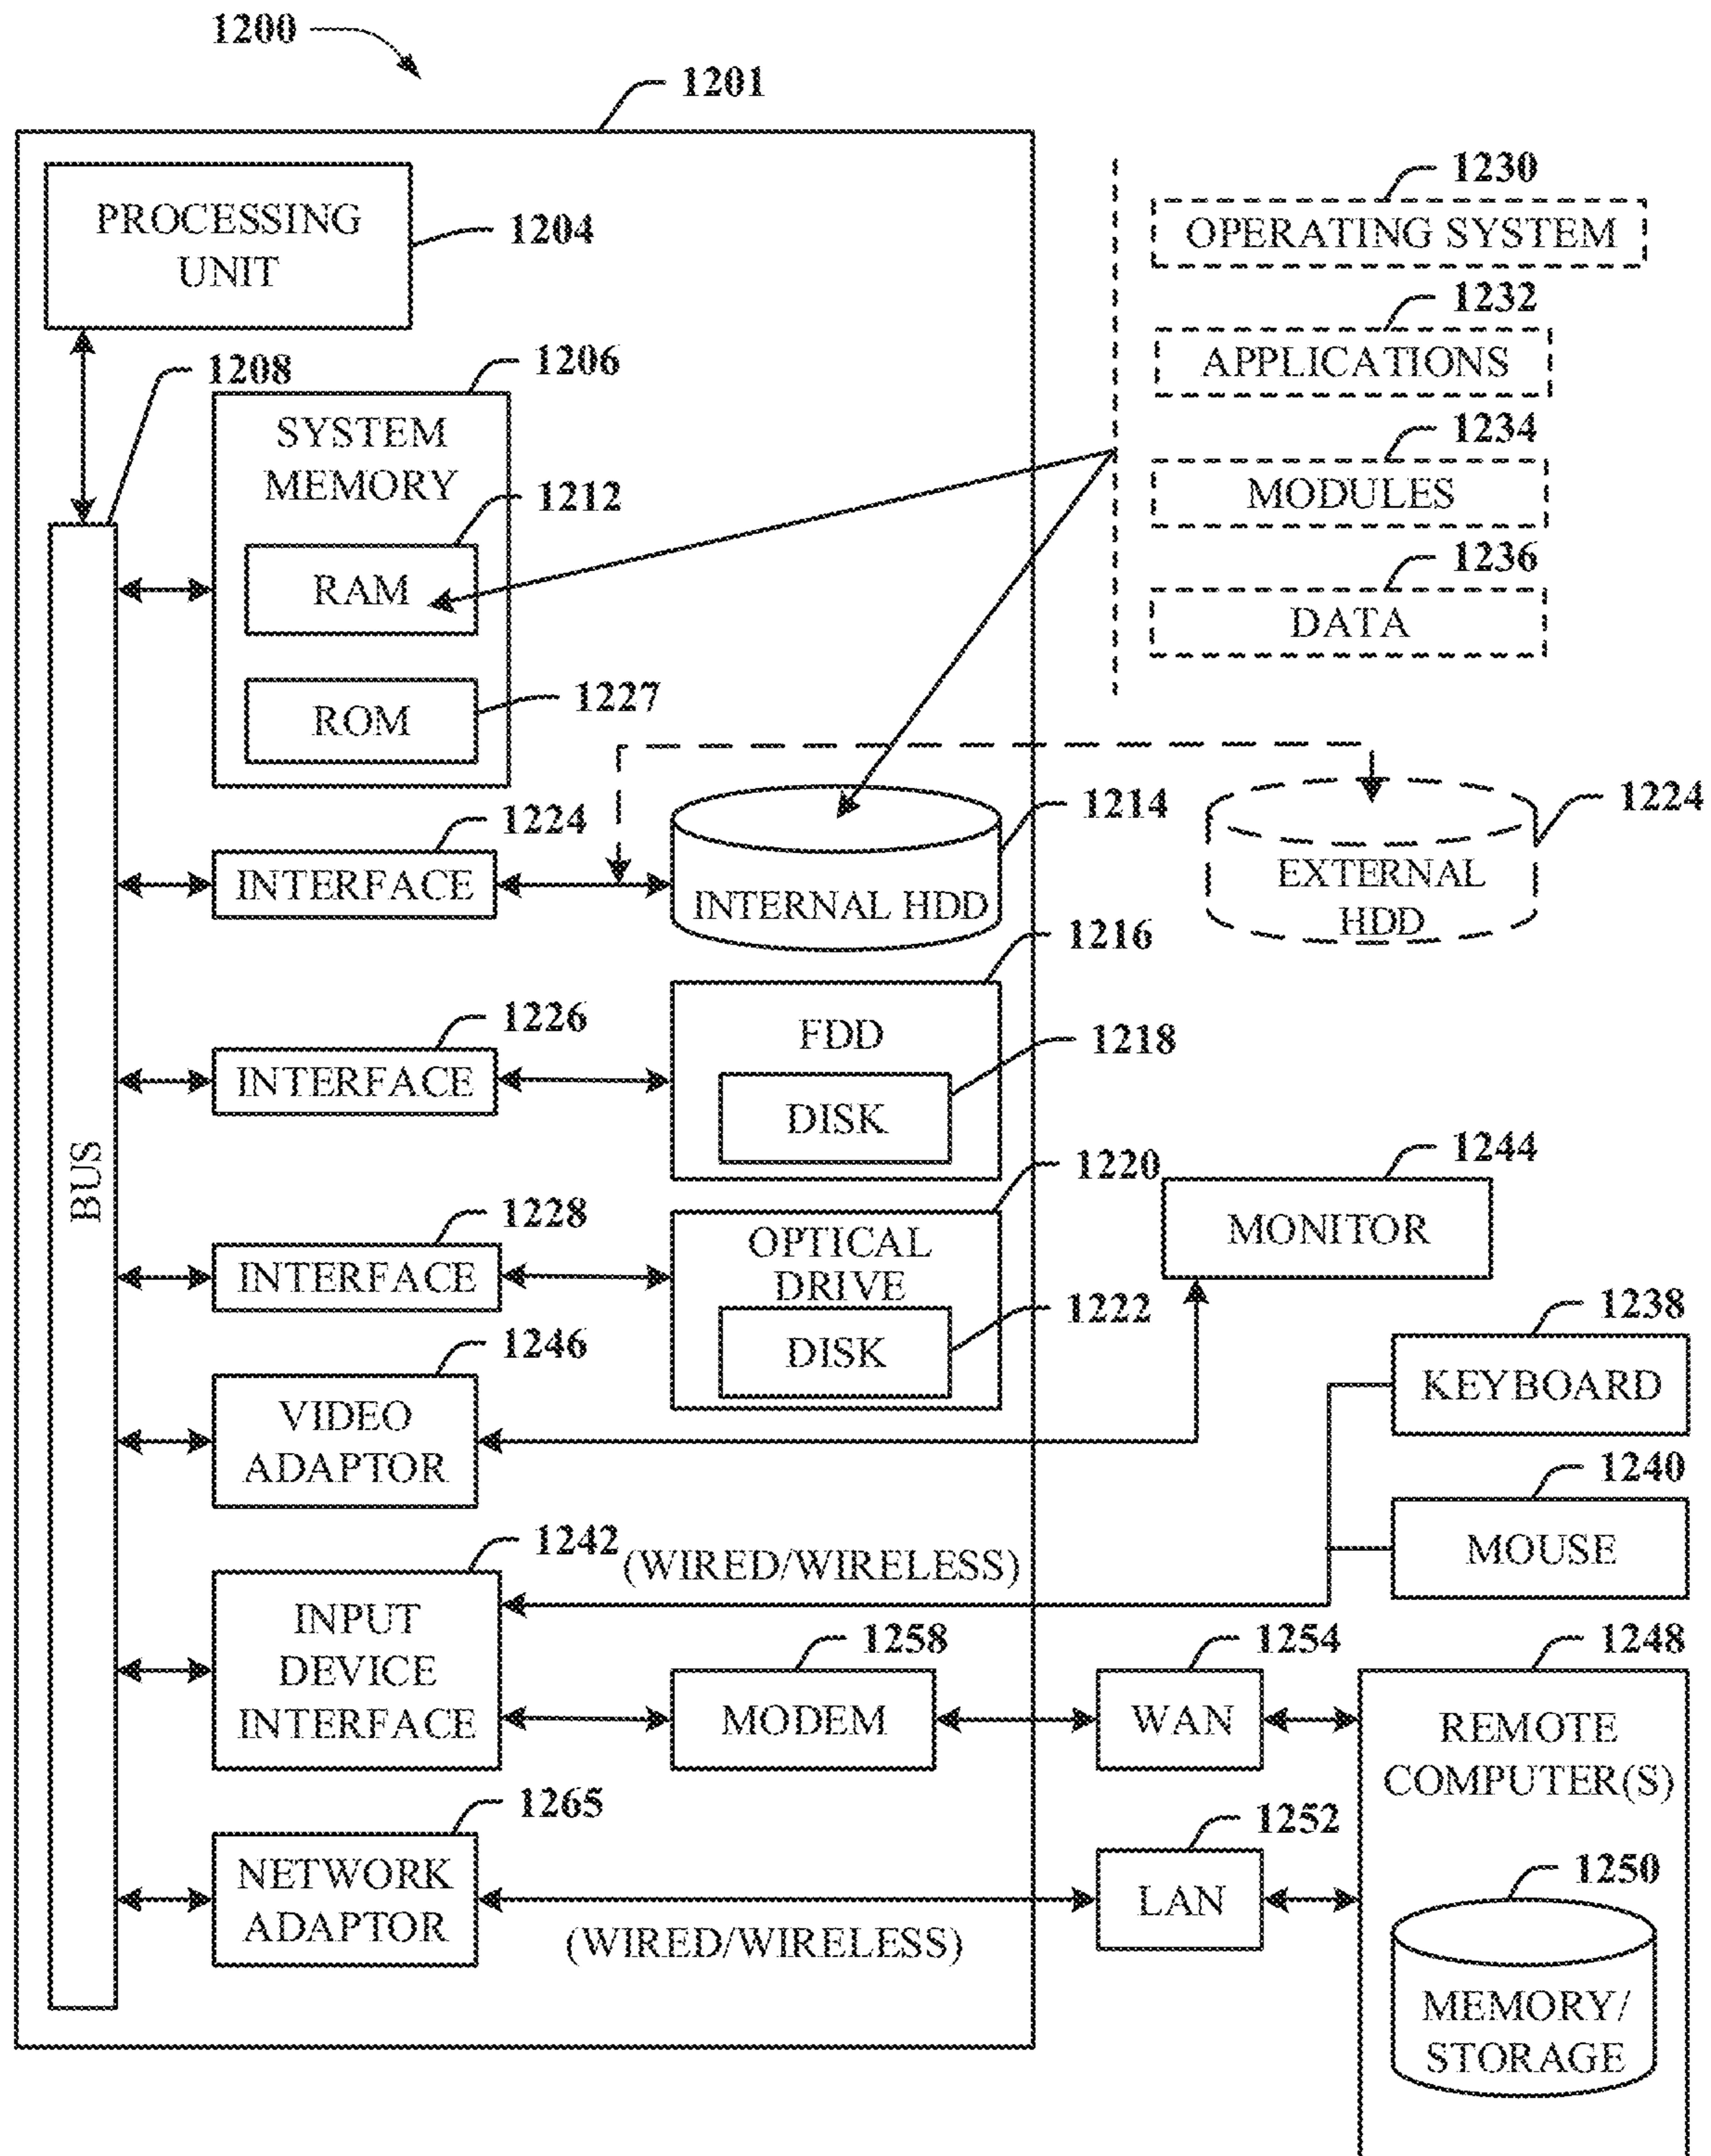 1200
1201
PROCESSING
UNIT
1204
1230
OPERATING SYSTEM
1232
APPLICATIONS
1234
MODULES
1236
DATA
1208
1206
SYSTEM
MEMORY
1212
RAM
1227
ROM
1224
INTERFACE
1214
INTERNAL HDD
1224
EXTERNAL
HDD
1226
INTERFACE
1216
FDD
1218
DISK
BUS
1228
INTERFACE
1220
OPTICAL
DRIVE
1222
DISK
1244
MONITOR
1246
VIDEO
ADAPTOR
1238
KEYBOARD
1240
MOUSE
1242
(WIRED/WIRELESS)
INPUT
DEVICE
INTERFACE
1258
MODEM
1254
WAN
1248
REMOTE
COMPUTER(S)
1265
NETWORK
ADAPTOR
(WIRED/WIRELESS)
1252
LAN
1250
MEMORY/
STORAGE